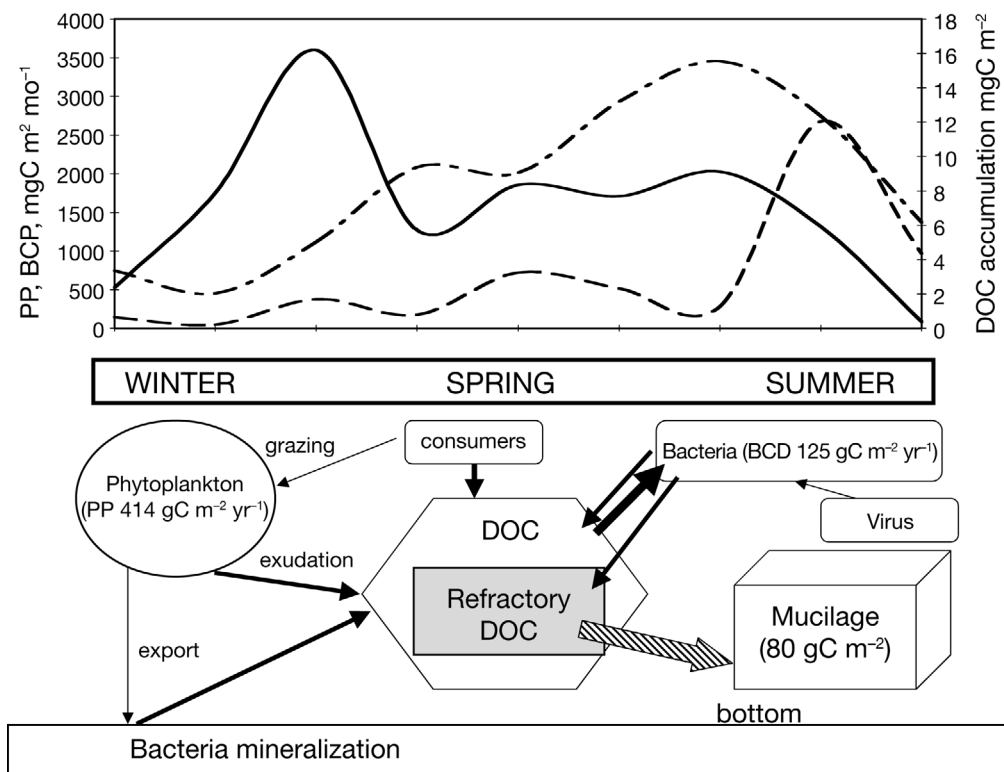 PP, BCP, mgC m² mo⁻¹
4000
3500
3000
2500
2000
1500
1000
500
0
18
16
14
12
10
8
6
4
2
0
DOC accumulation mgC m⁻²
WINTER SPRING SUMMER
Phytoplankton
(PP 414 gC m⁻² yr⁻¹)
grazing
consumers
Bacteria (BCD 125 gC m⁻² yr⁻¹)
Virus
DOC
exudation
Refractory
DOC
Mucilage
(80 gC m⁻²)
export
bottom
Bacteria mineralization